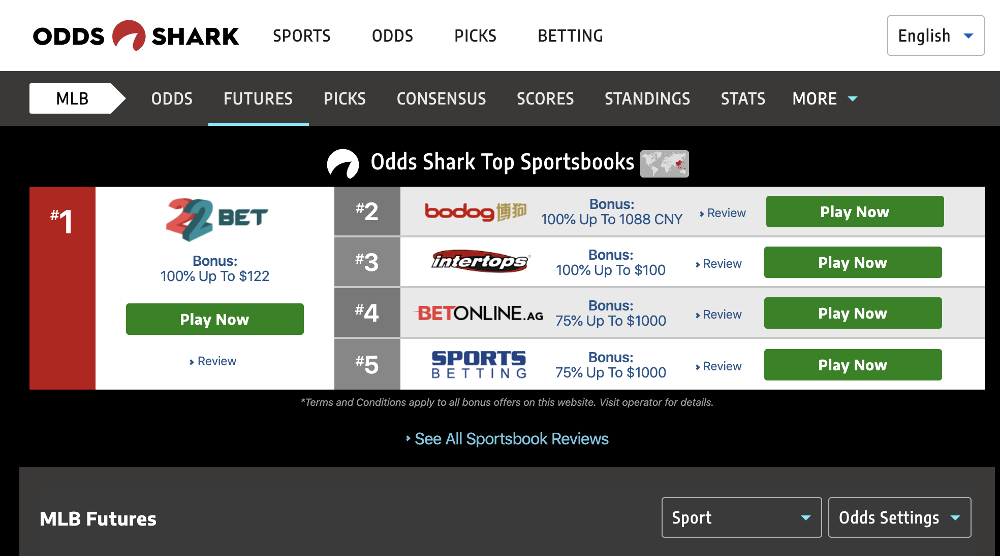 ODDS SHARK
SPORTS
ODDS
PICKS
BETTING
English
MLB
ODDS
FUTURES
PICKS
CONSENSUS
SCORES
STANDINGS
STATS
MORE
Odds Shark Top Sportsbooks
#1
22BET
Bonus:
100% Up To $122
Play Now
Review
#2
bodog博狗
Bonus:
100% Up To 1088 CNY
Review
Play Now
#3
intertops®
Bonus:
100% Up To $100
Review
Play Now
#4
BETONLINE.AG
Bonus:
75% Up To $1000
Review
Play Now
#5
SPORTS
BETTING
Bonus:
75% Up To $1000
Review
Play Now
*Terms and Conditions apply to all bonus offers on this website. Visit operator for details.
See All Sportsbook Reviews
MLB Futures
Sport
Odds Settings